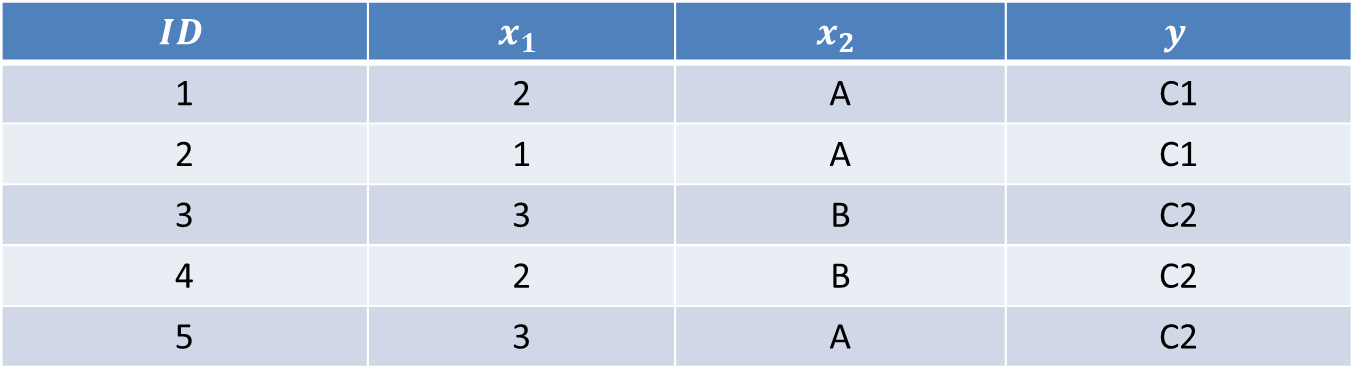 ID x₁ x₂ y
1 2 A C1
2 1 A C1
3 3 B C2
4 2 B C2
5 3 A C2